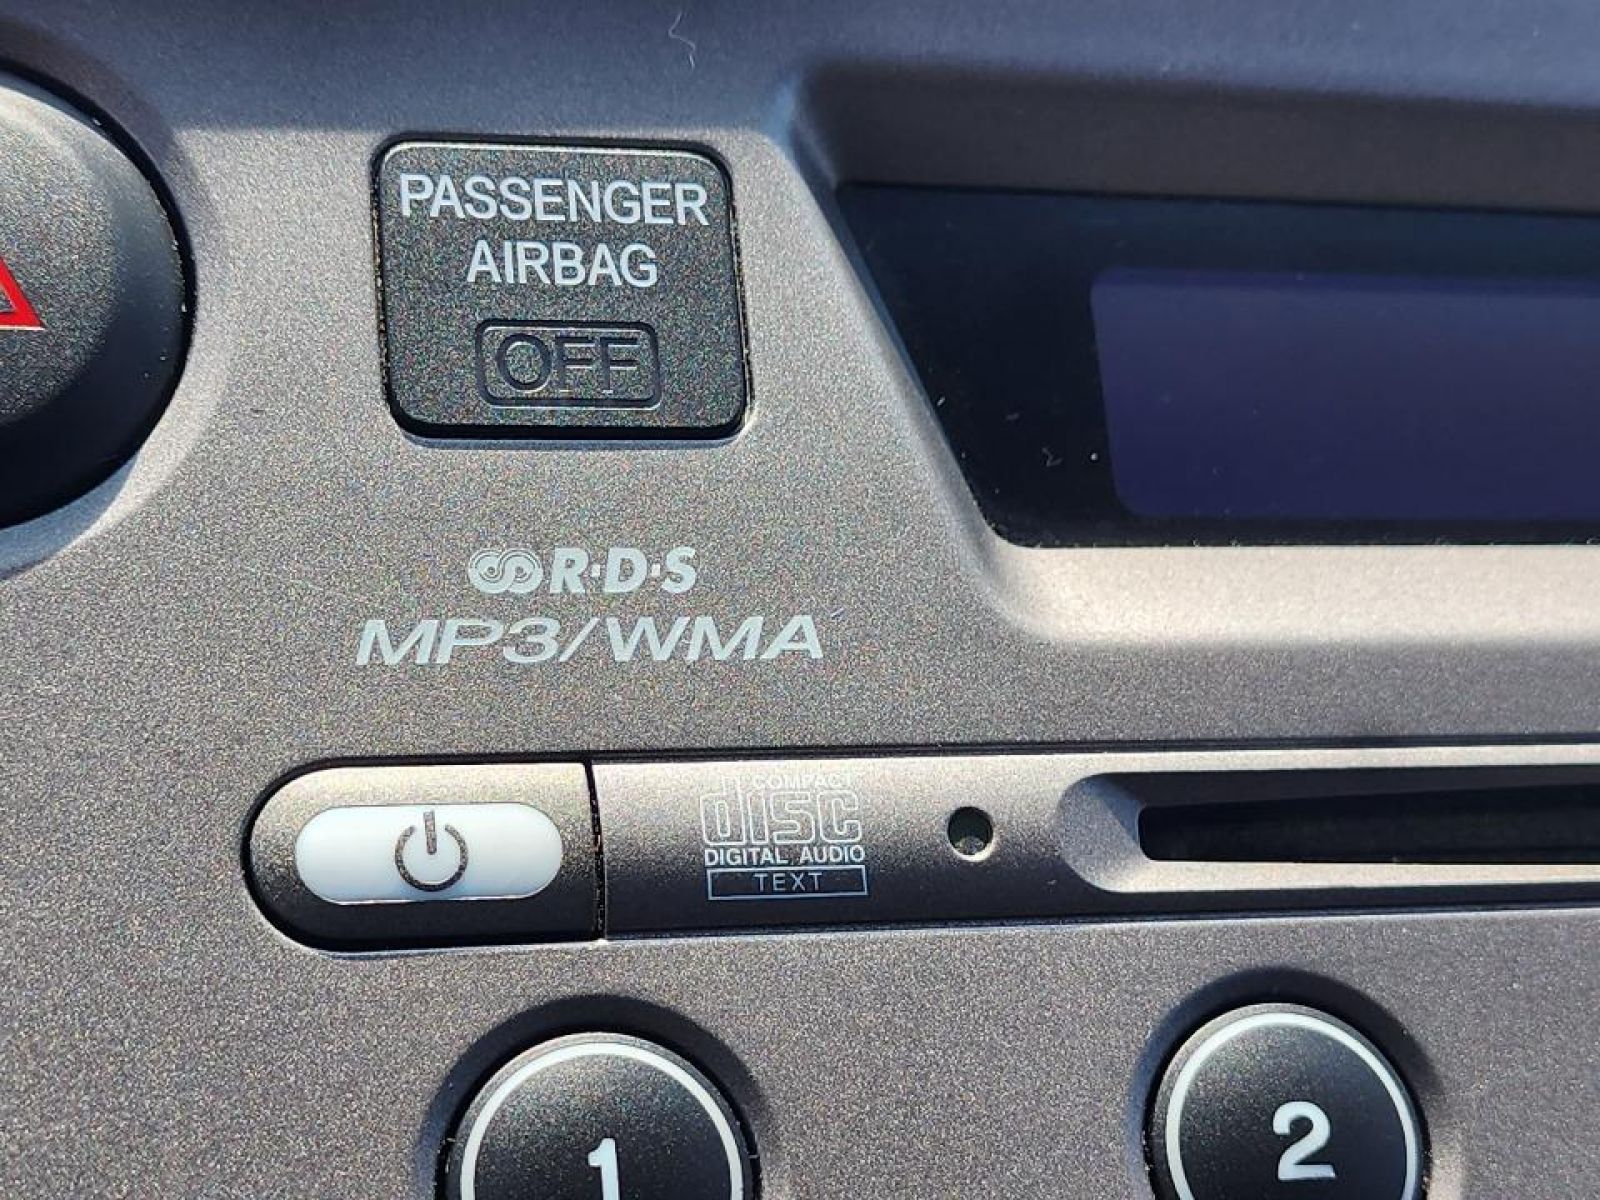 PASSENGER
AIRBAG
OFF
R·D·S
MP3/WMA
COMPACT
disc
DIGITAL AUDIO
TEXT
1
2